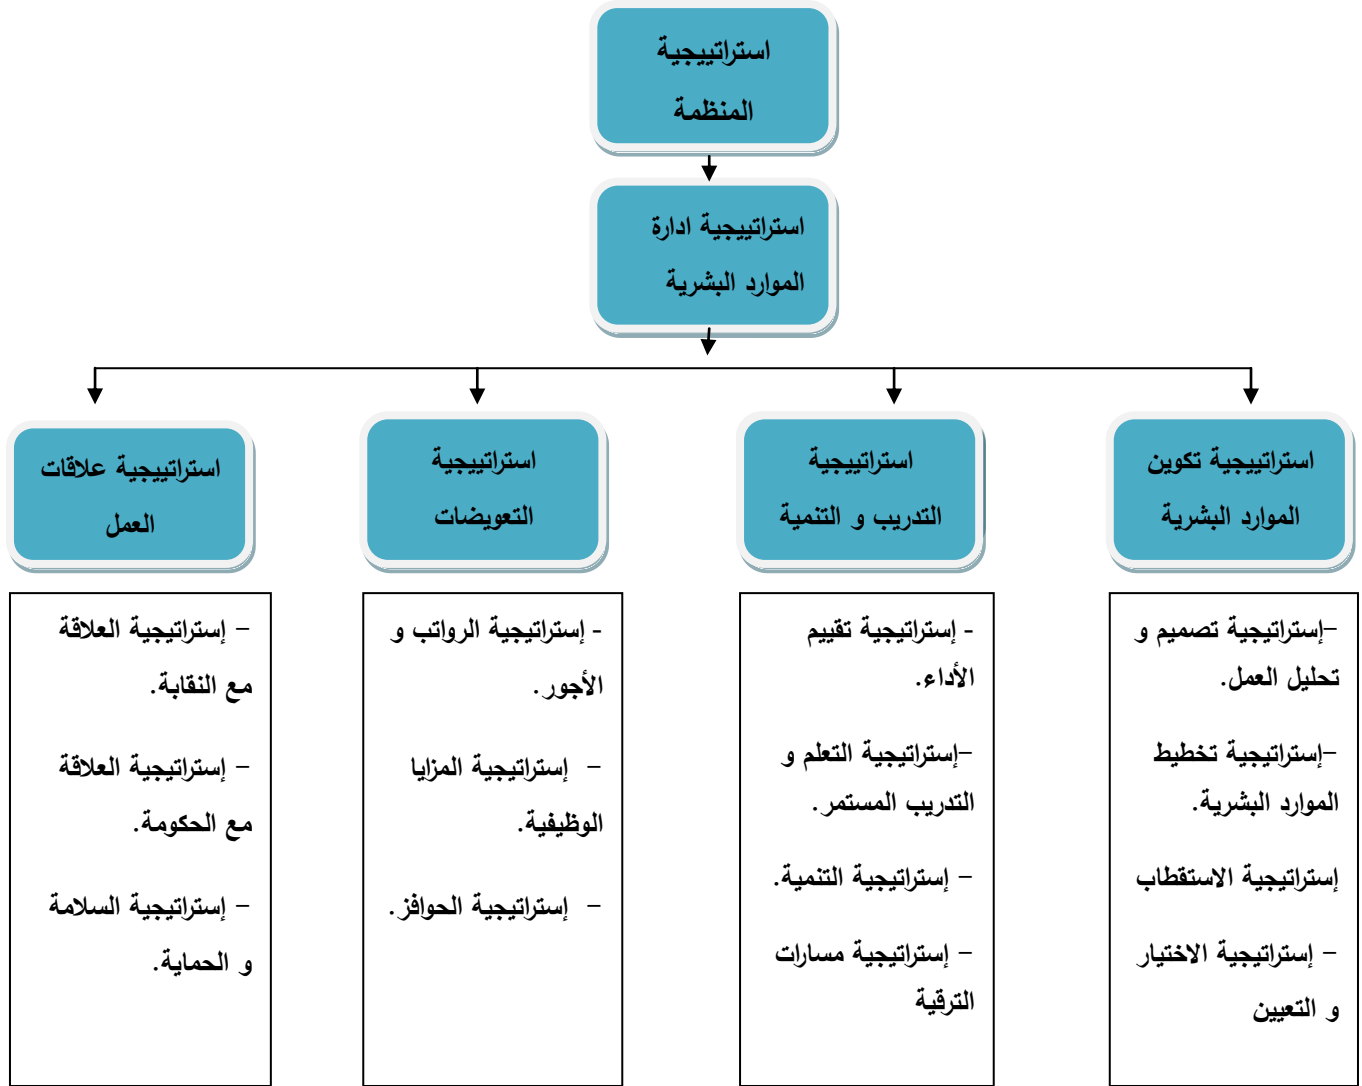 استراتييجية
المنظمة
استراتييجية ادارة
الموارد البشرية
استراتييجية تكوين
الموارد البشرية
استراتييجية
التدريب و التنمية
استراتييجية
التعويضات
استراتييجية علاقات
العمل
–إستراتيجية تصميم و
تحليل العمل.
–إستراتيجية تخطيط
الموارد البشرية.
إستراتيجية الاستقطاب
– إستراتيجية الاختيار
و التعيين
- إستراتيجية تقييم
الأداء.
–إستراتيجية التعلم و
التدريب المستمر.
– إستراتيجية التنمية.
– إستراتيجية مسارات
الترقية
- إستراتيجية الرواتب و
الأجور.
– إستراتيجية المزايا
الوظيفية.
– إستراتيجية الحوافز.
– إستراتيجية العلاقة
مع النقابة.
– إستراتيجية العلاقة
مع الحكومة.
– إستراتيجية السلامة
و الحماية.